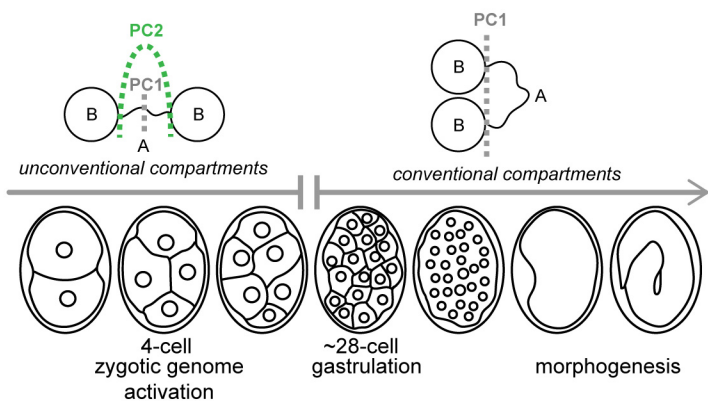 PC2
PC1
B
B
A
unconventional compartments
PC1
B
A
B
conventional compartments
4-cell
zygotic genome
activation
~28-cell
gastrulation
morphogenesis